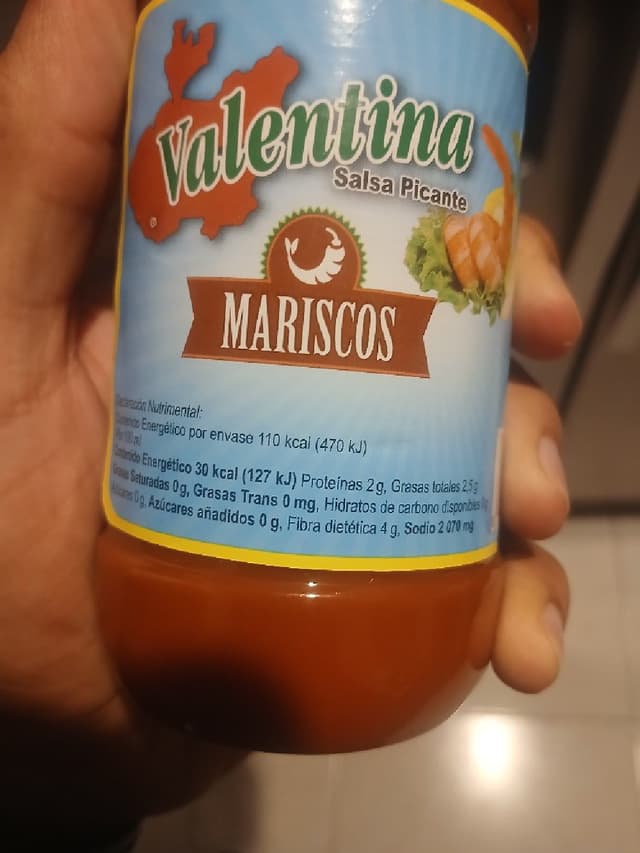 Valentina
Salsa Picante
MARISCOS
Nutrimental:
Energético por envase 110 kcal (470 kJ)
Energético 30 kcal (127 kJ) Proteínas 2 g, Grasas totales 2,5 g
Saturadas 0 g, Grasas Trans 0 mg, Hidratos de carbono disponibles
0 g, Azúcares añadidos 0 g, Fibra dietética 4 g, Sodio 2 070 mg